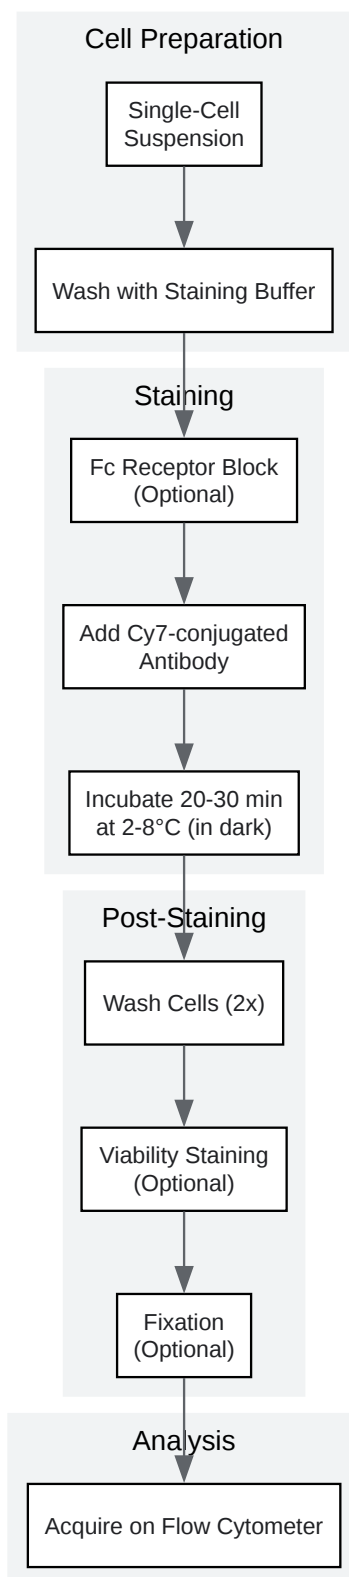 Cell Preparation
Single-Cell
Suspension
Wash with Staining Buffer
Staining
Fc Receptor Block
(Optional)
Add Cy7-conjugated
Antibody
Incubate 20-30 min
at 2-8°C (in dark)
Post-Staining
Wash Cells (2x)
Viability Staining
(Optional)
Fixation
(Optional)
Analysis
Acquire on Flow Cytometer